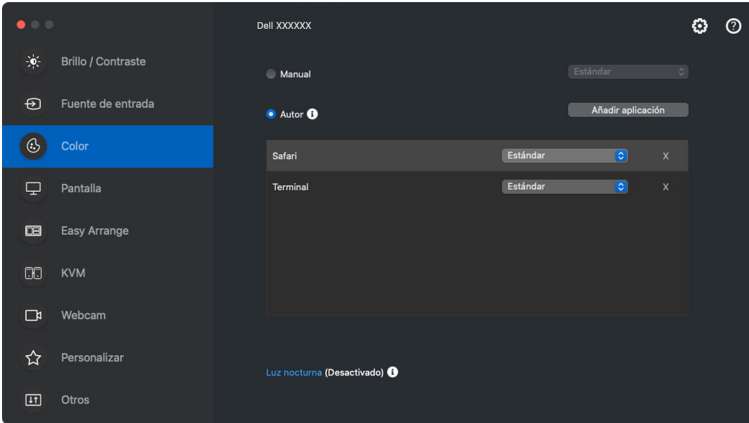 Dell XXXXXX
Brillo / Contraste
Fuente de entrada
Color
Pantalla
Easy Arrange
KVM
Webcam
Personalizar
Otros
Manual
Estándar
Autor
Añadir aplicación
Safari
Estándar
X
Terminal
Estándar
X
Luz nocturna (Desactivado)